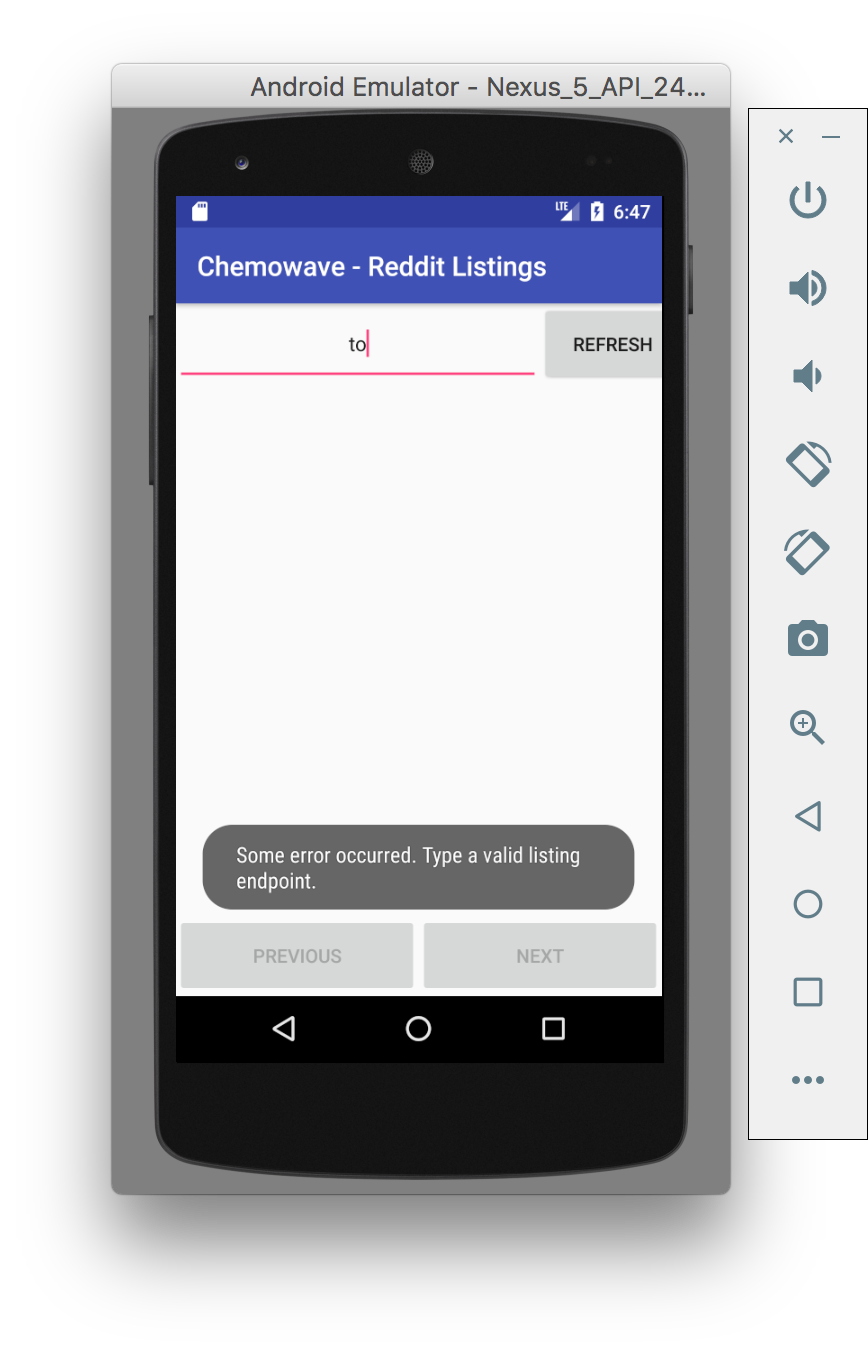 Android Emulator - Nexus_5_API_24...
LTE 6:47
Chemowave - Reddit Listings
to REFRESH
Some error occurred. Type a valid listing
endpoint.
PREVIOUS NEXT